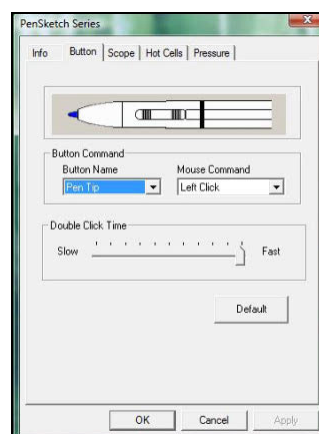 PenSketch Series
Info Button Scope Hot Cells Pressure
Button Command
Button Name Mouse Command
Pen Tip Left Click
Double Click Time
Slow Fast
Default
OK Cancel Apply